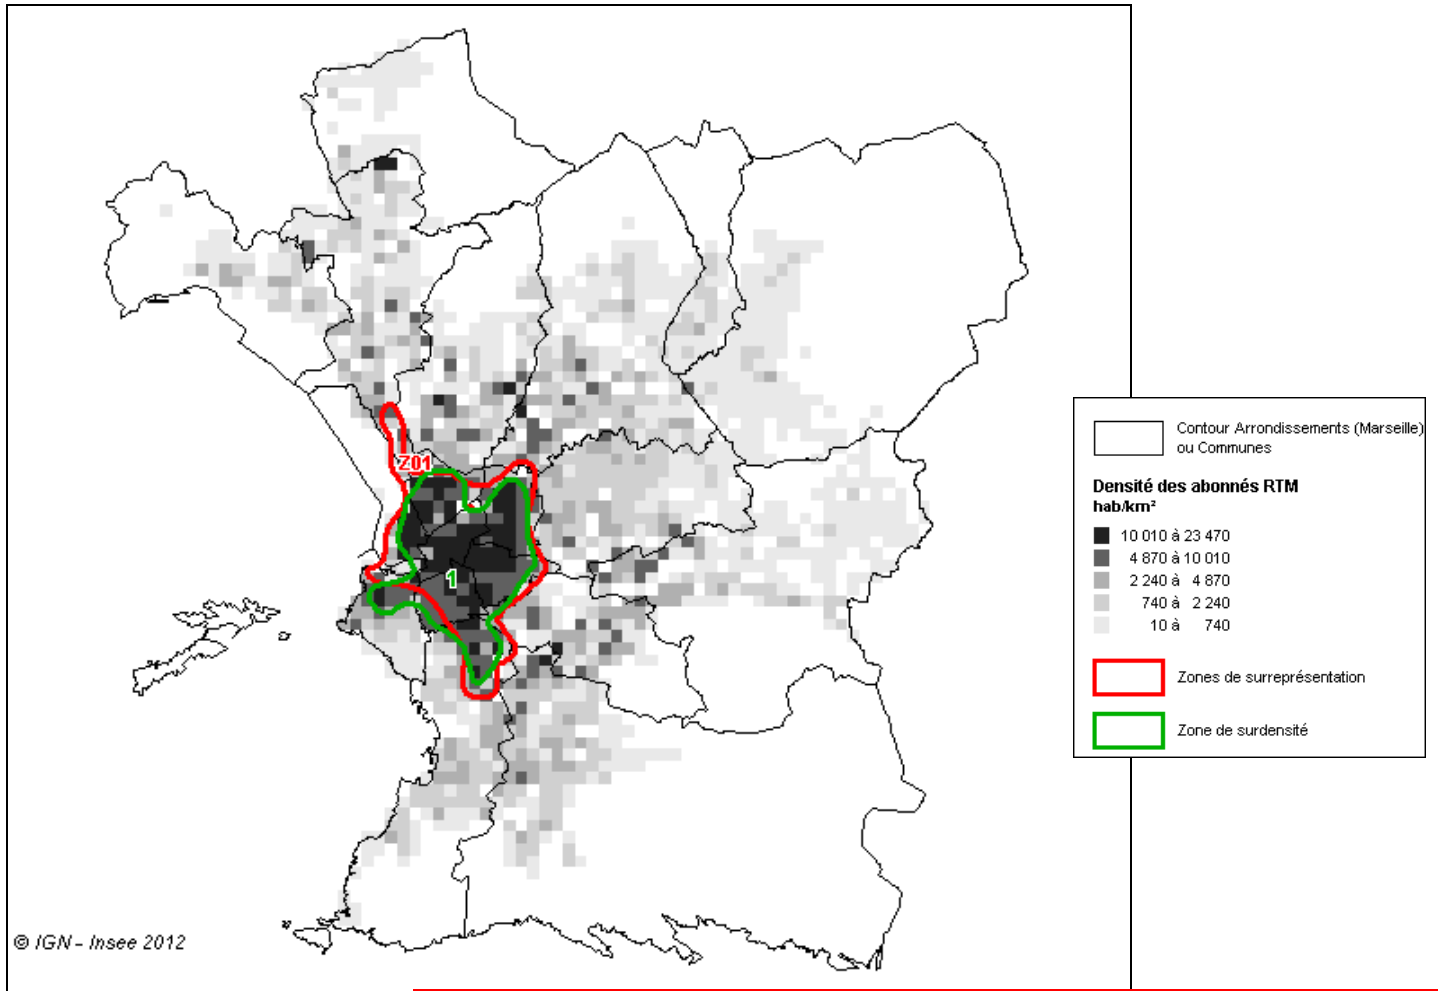 Z01
1
© IGN - Insee 2012
Contour Arrondissements (Marseille)
ou Communes
Densité des abonnés RTM
hab/km²
10 010 à 23 470
4 870 à 10 010
2 240 à 4 870
740 à 2 240
10 à 740
Zones de surreprésentation
Zone de surdensité